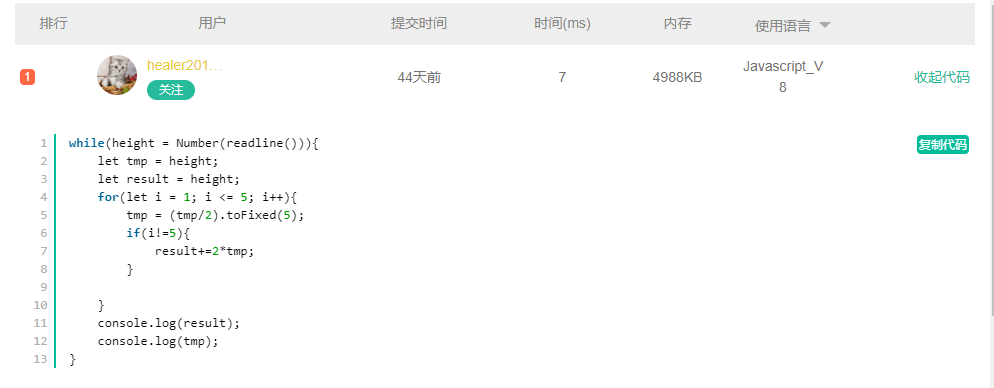 排行 用户 提交时间 时间(ms) 内存 使用语言
1 healer201... 关注 44天前 7 4988KB Javascript_V8 收起代码
复制代码
1 while(height = Number(readline())){
2     let tmp = height;
3     let result = height;
4     for(let i = 1; i <= 5; i++){
5         tmp = (tmp/2).toFixed(5);
6         if(i!=5){
7             result+=2*tmp;
8         }
9
10     }
11     console.log(result);
12     console.log(tmp);
13 }